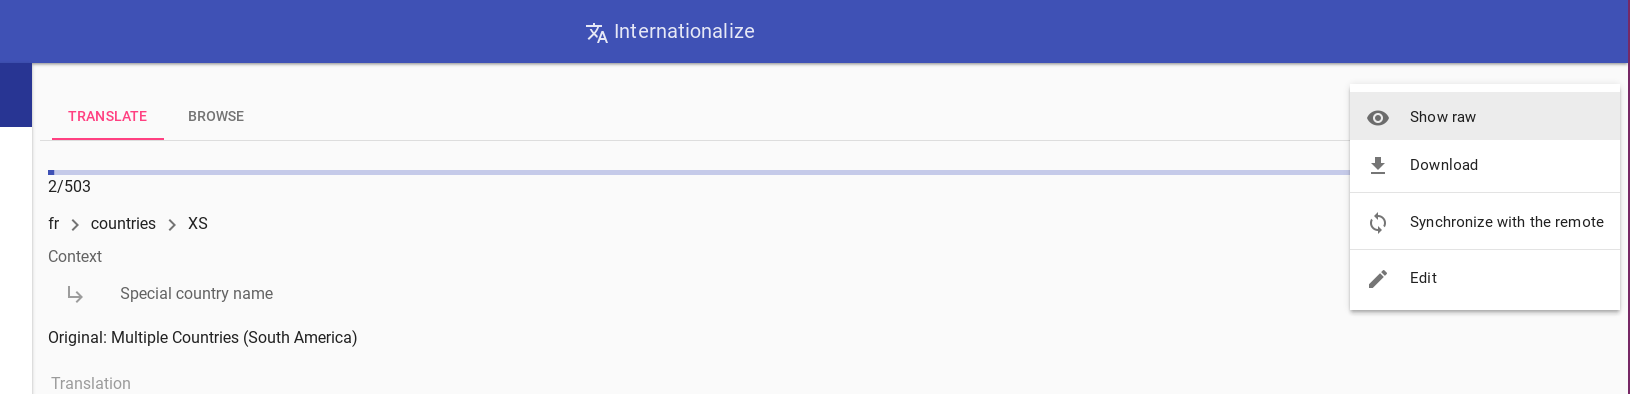 Internationalize
TRANSLATE BROWSE
Show raw
Download
Synchronize with the remote
Edit
2/503
fr countries XS
Context
Special country name
Original: Multiple Countries (South America)
Translation